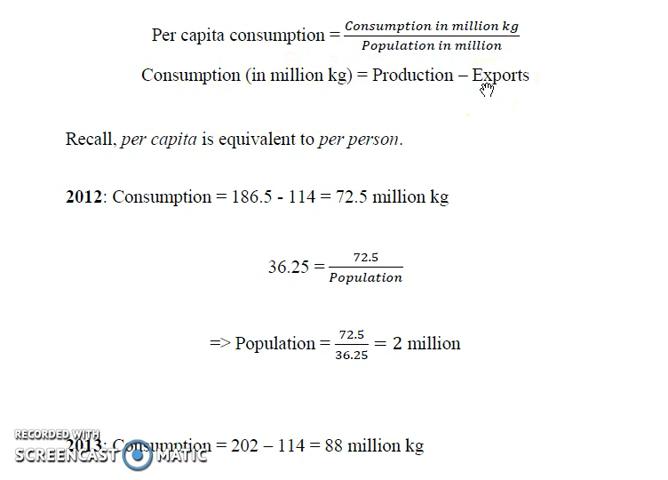 Per capita consumption = Consumption in million kg / Population in million
Consumption (in million kg) = Production – Exports
Recall, per capita is equivalent to per person.
2012: Consumption = 186.5 - 114 = 72.5 million kg
36.25 = 72.5 / Population
=> Population = 72.5 / 36.25 = 2 million
RECORDED WITH
2013: Consumption = 202 – 114 = 88 million kg
SCREENCAST MATIC